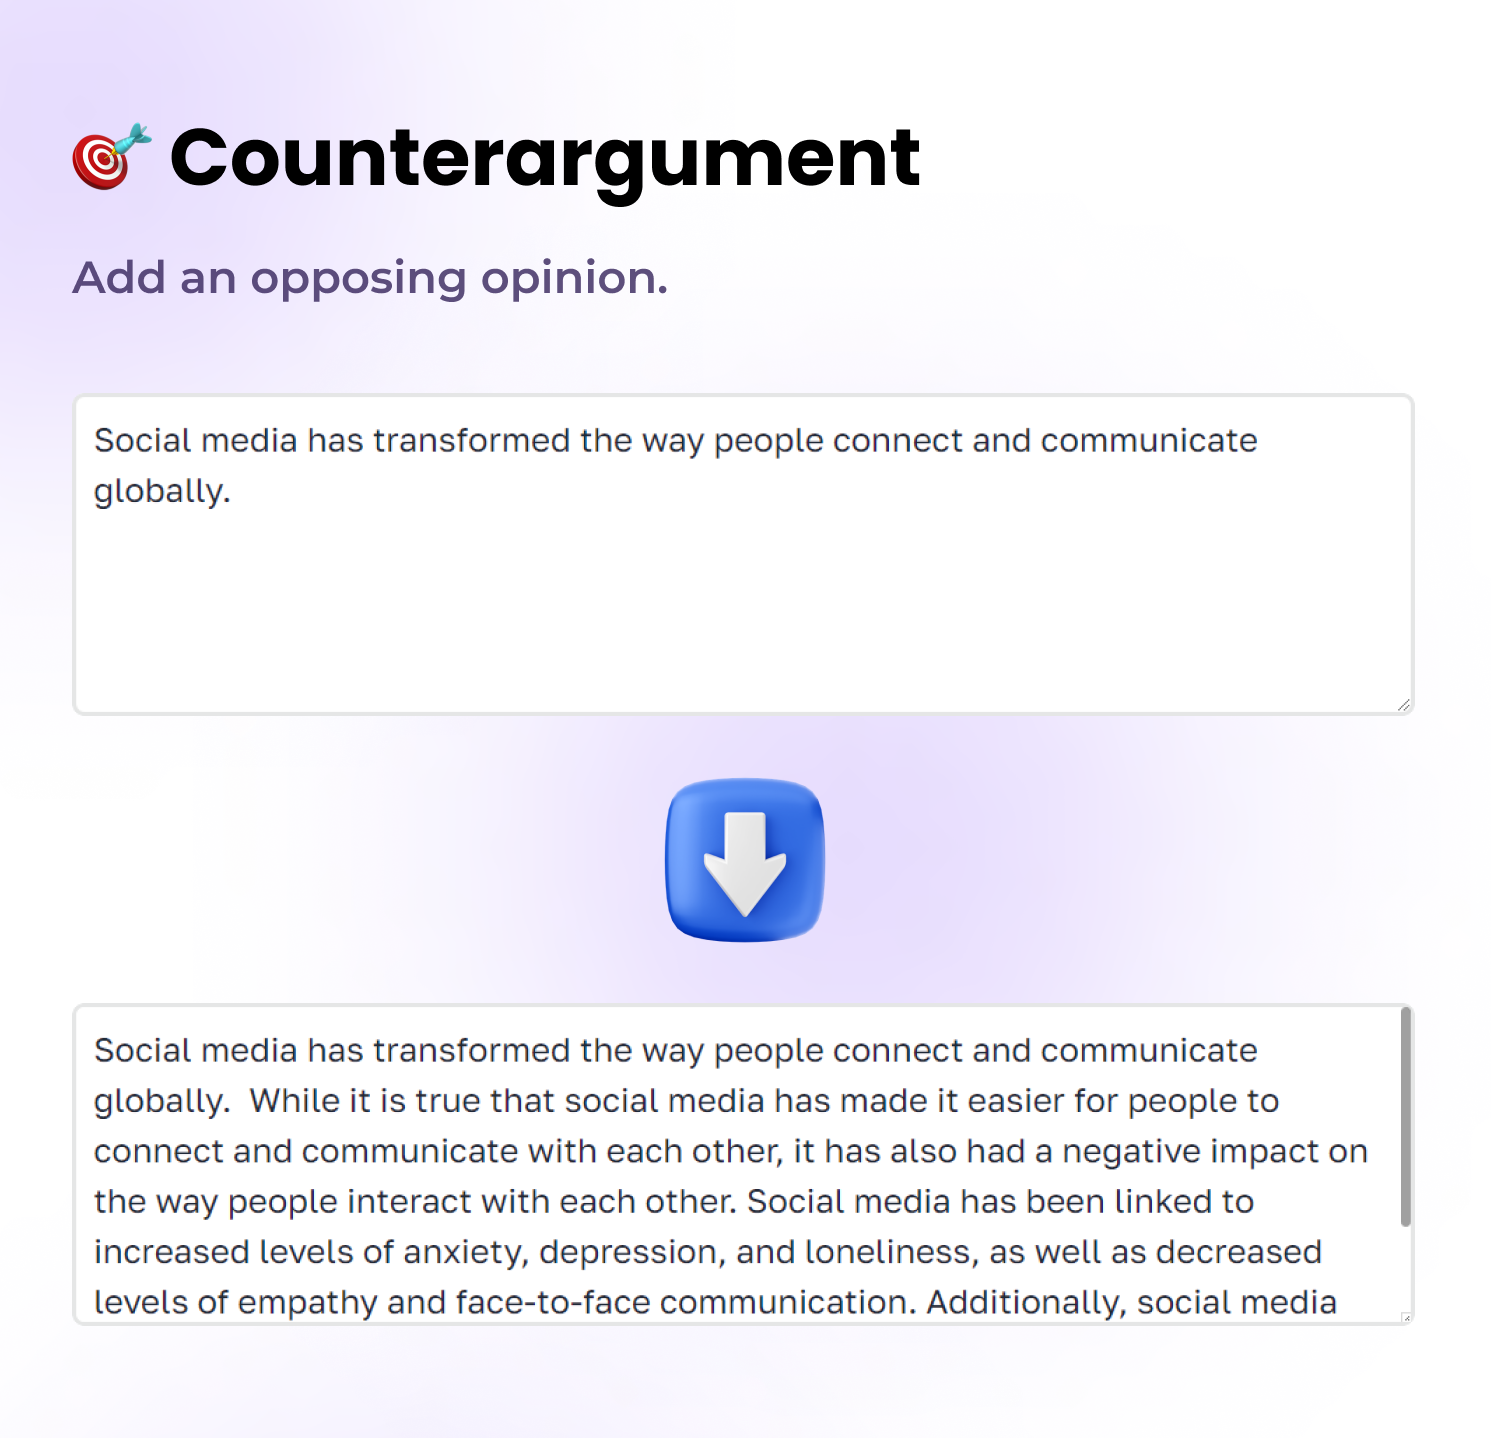 Counterargument
Add an opposing opinion.
Social media has transformed the way people connect and communicate
globally.
Social media has transformed the way people connect and communicate
globally.  While it is true that social media has made it easier for people to
connect and communicate with each other, it has also had a negative impact on
the way people interact with each other. Social media has been linked to
increased levels of anxiety, depression, and loneliness, as well as decreased
levels of empathy and face-to-face communication. Additionally, social media